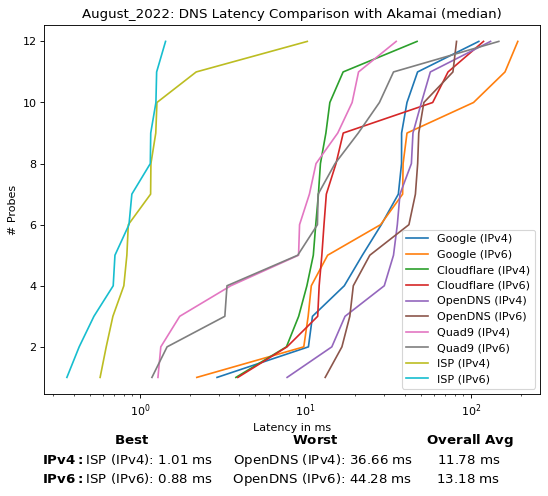 August_2022: DNS Latency Comparison with Akamai (median)
12
10
8
6
4
2
# Probes
Google (IPv4)
Google (IPv6)
Cloudflare (IPv4)
Cloudflare (IPv6)
OpenDNS (IPv4)
OpenDNS (IPv6)
Quad9 (IPv4)
Quad9 (IPv6)
ISP (IPv4)
ISP (IPv6)
10⁰ 10¹ 10²
Latency in ms
Best Worst Overall Avg
IPv4: ISP (IPv4): 1.01 ms OpenDNS (IPv4): 36.66 ms 11.78 ms
IPv6: ISP (IPv6): 0.88 ms OpenDNS (IPv6): 44.28 ms 13.18 ms